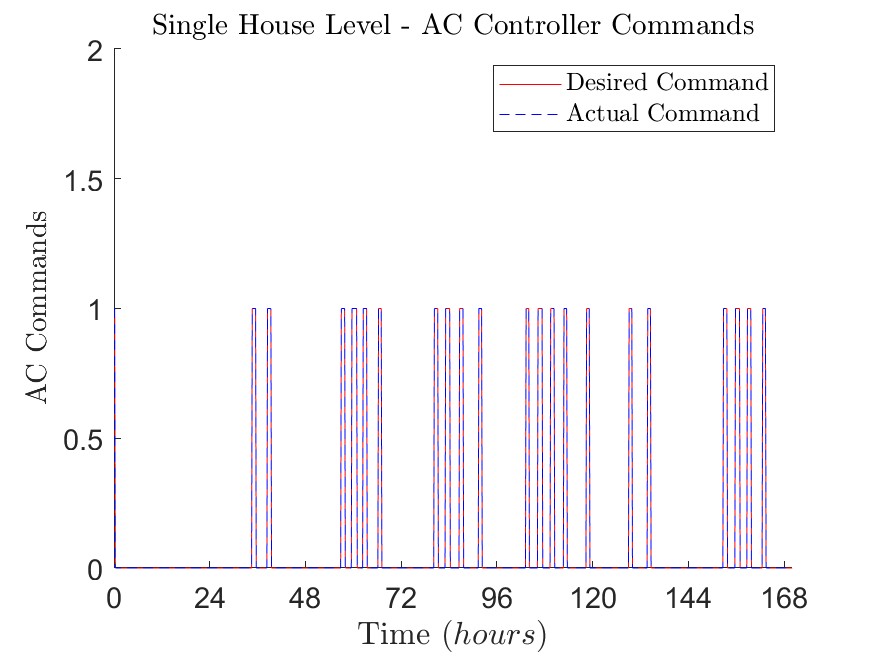 Single House Level - AC Controller Commands
Desired Command
Actual Command
2
1.5
1
0.5
0
AC Commands
0 24 48 72 96 120 144 168
Time (hours)